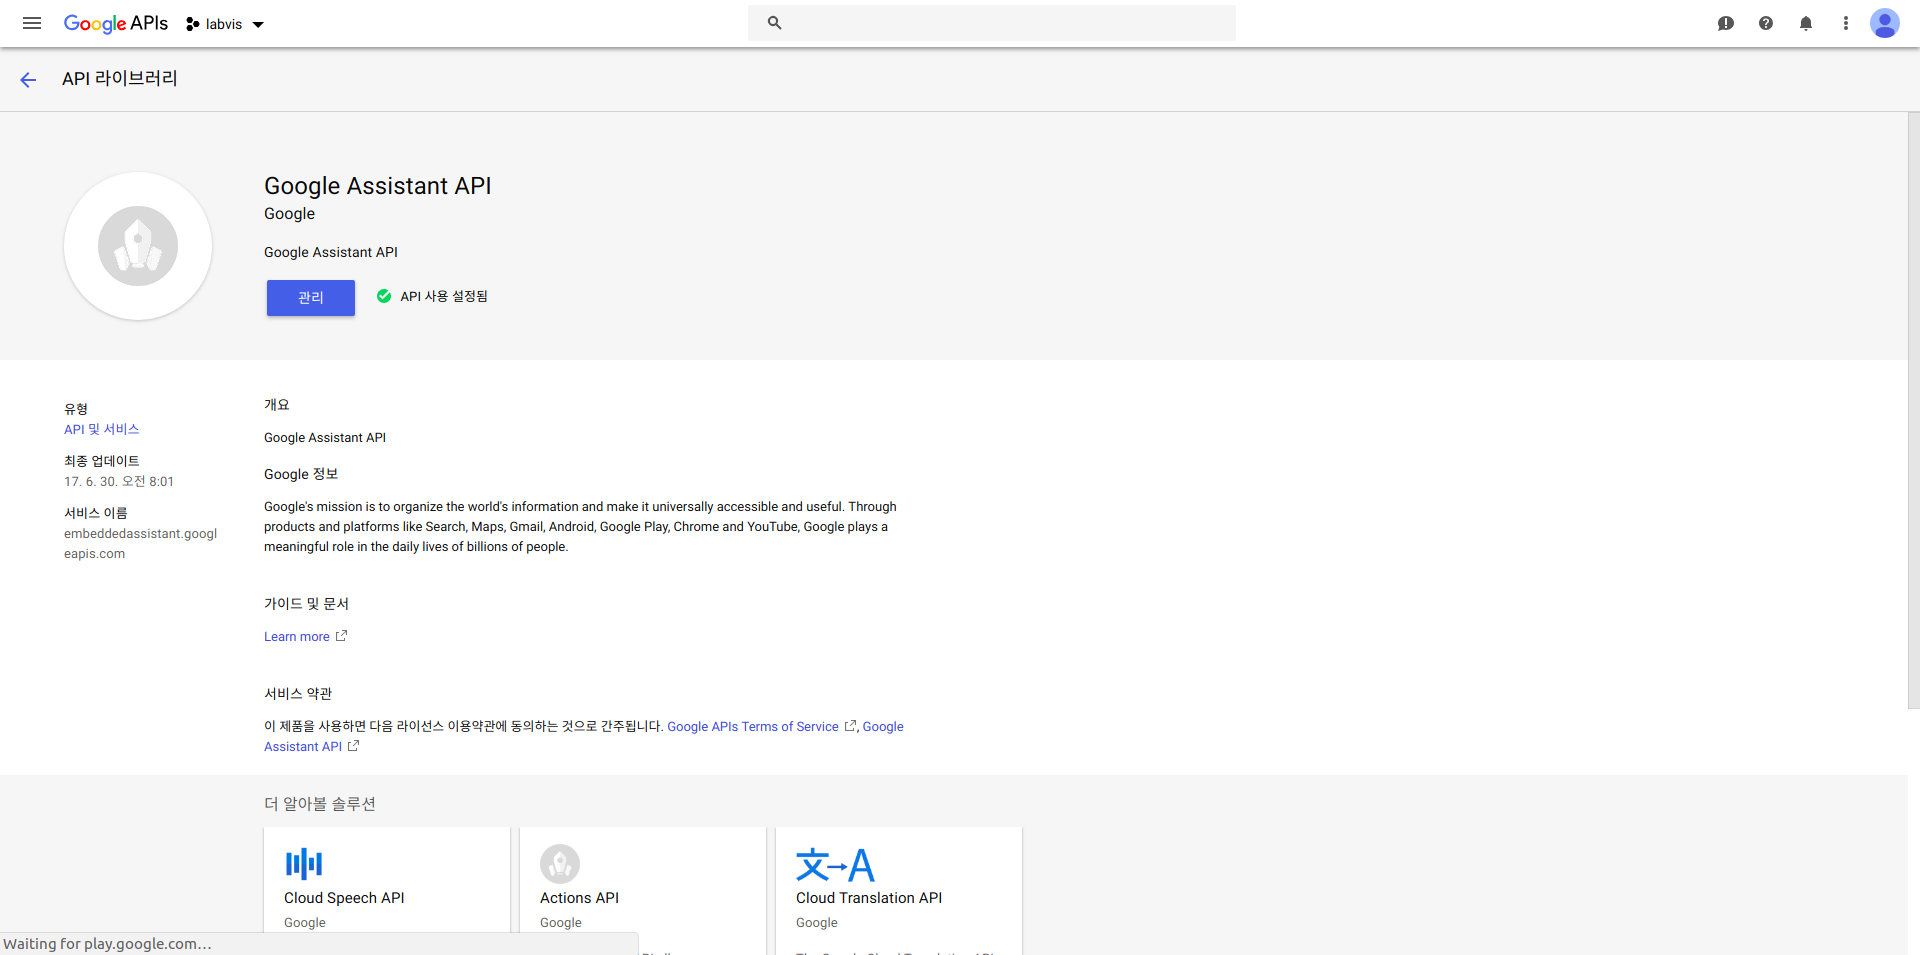 Google APIs labvis
API 라이브러리
Google Assistant API
Google
Google Assistant API
관리
API 사용 설정됨
유형
API 및 서비스
최종 업데이트
17. 6. 30. 오전 8:01
서비스 이름
embeddedassistant.googl
eapis.com
개요
Google Assistant API
Google 정보
Google's mission is to organize the world's information and make it universally accessible and useful. Through
products and platforms like Search, Maps, Gmail, Android, Google Play, Chrome and YouTube, Google plays a
meaningful role in the daily lives of billions of people.
가이드 및 문서
Learn more
서비스 약관
이 제품을 사용하면 다음 라이선스 이용약관에 동의하는 것으로 간주됩니다. Google APIs Terms of Service , Google
Assistant API
더 알아볼 솔루션
文→A
Cloud Speech API
Google
Actions API
Google
Cloud Translation API
Google
Waiting for play.google.com...